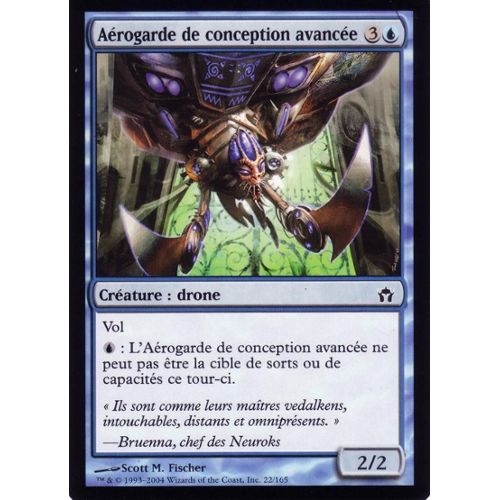 Aérogarde de conception avancée 3
Créature : drone
Vol
: L'Aérogarde de conception avancée ne
peut pas être la cible de sorts ou de
capacités ce tour-ci.
« Ils sont comme leurs maîtres vedalkens,
intouchables, distants et omniprésents. »
—Bruenna, chef des Neuroks
Scott M. Fischer
2/2
™ & © 1993–2004 Wizards of the Coast, Inc. 22/165